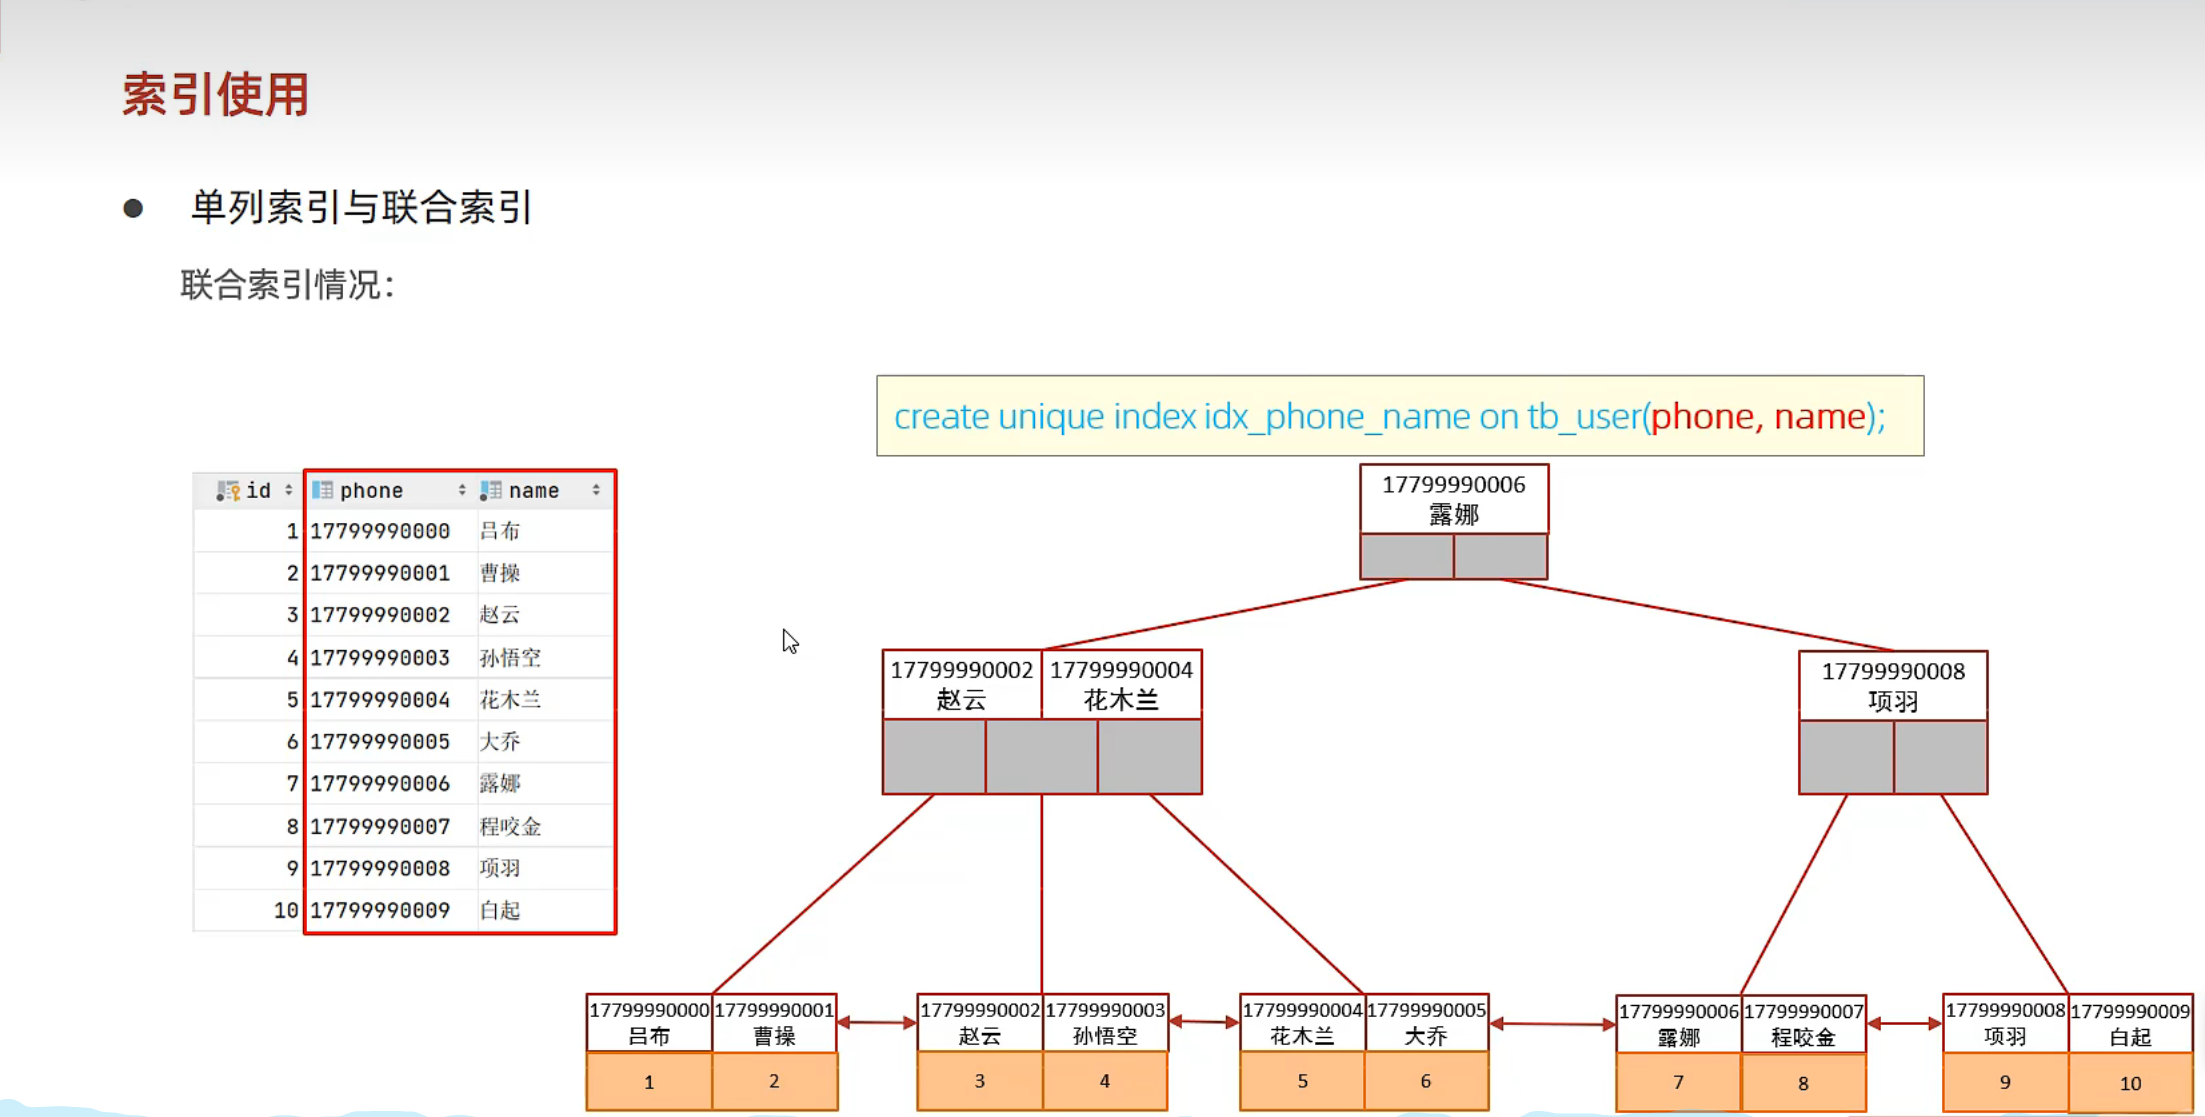 索引使用
● 单列索引与联合索引
联合索引情况：
create unique index idx_phone_name on tb_user(phone, name);
id phone name
1 17799990000 吕布
2 17799990001 曹操
3 17799990002 赵云
4 17799990003 孙悟空
5 17799990004 花木兰
6 17799990005 大乔
7 17799990006 露娜
8 17799990007 程咬金
9 17799990008 项羽
10 17799990009 白起
17799990006
露娜
17799990002 17799990004
赵云 花木兰
17799990008
项羽
17799990000 17799990001 17799990002 17799990003 17799990004 17799990005 17799990006 17799990007 17799990008 17799990009
吕布 曹操 赵云 孙悟空 花木兰 大乔 露娜 程咬金 项羽 白起
1 2 3 4 5 6 7 8 9 10